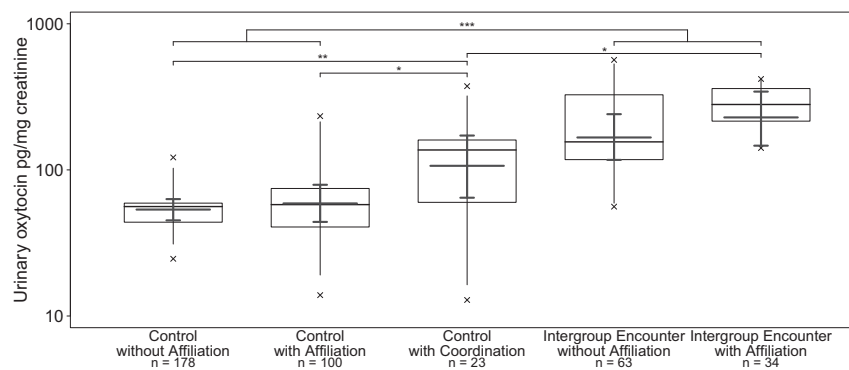 1000
***
**
*
*
100
10
Urinary oxytocin pg/mg creatinine
Control
without Affiliation
n = 178
Control
with Affiliation
n = 100
Control
with Coordination
n = 23
Intergroup Encounter
without Affiliation
n = 63
Intergroup Encounter
with Affiliation
n = 34